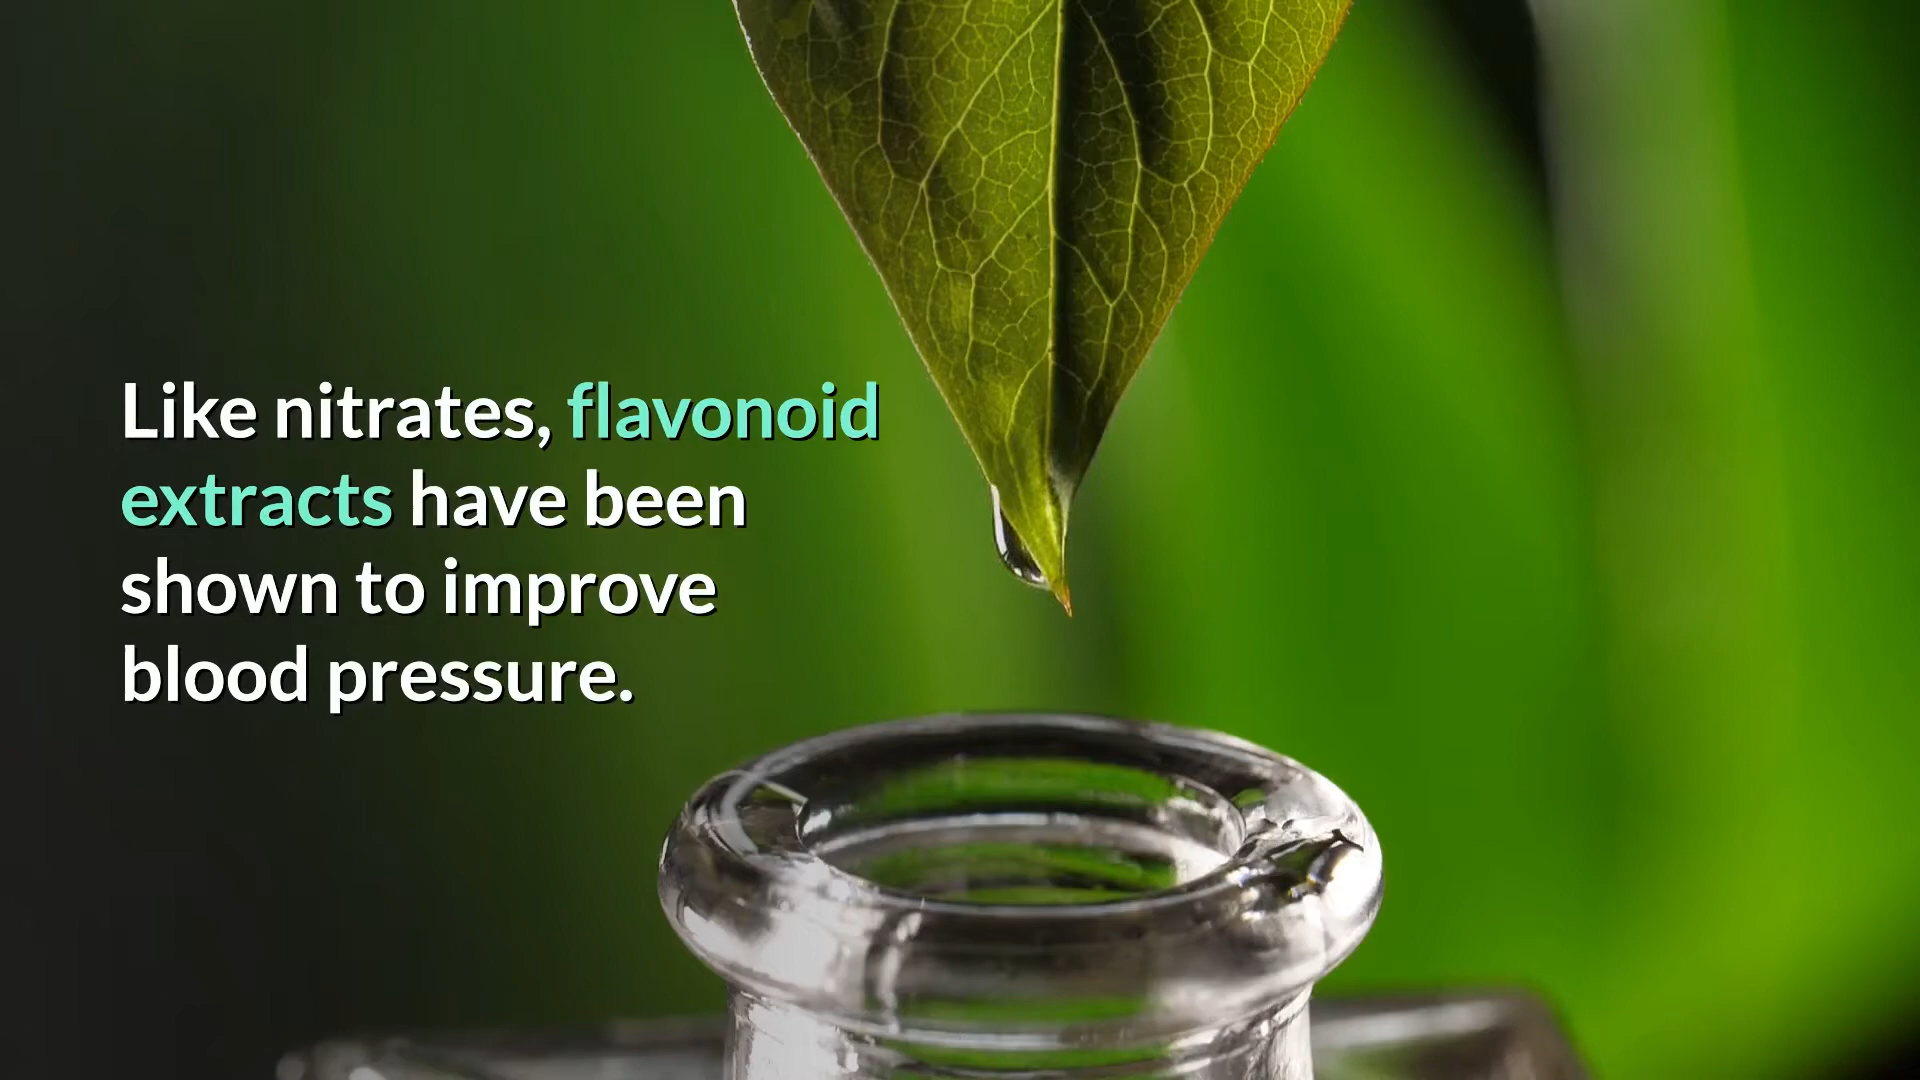 Like nitrates, flavonoid
extracts have been
shown to improve
blood pressure.